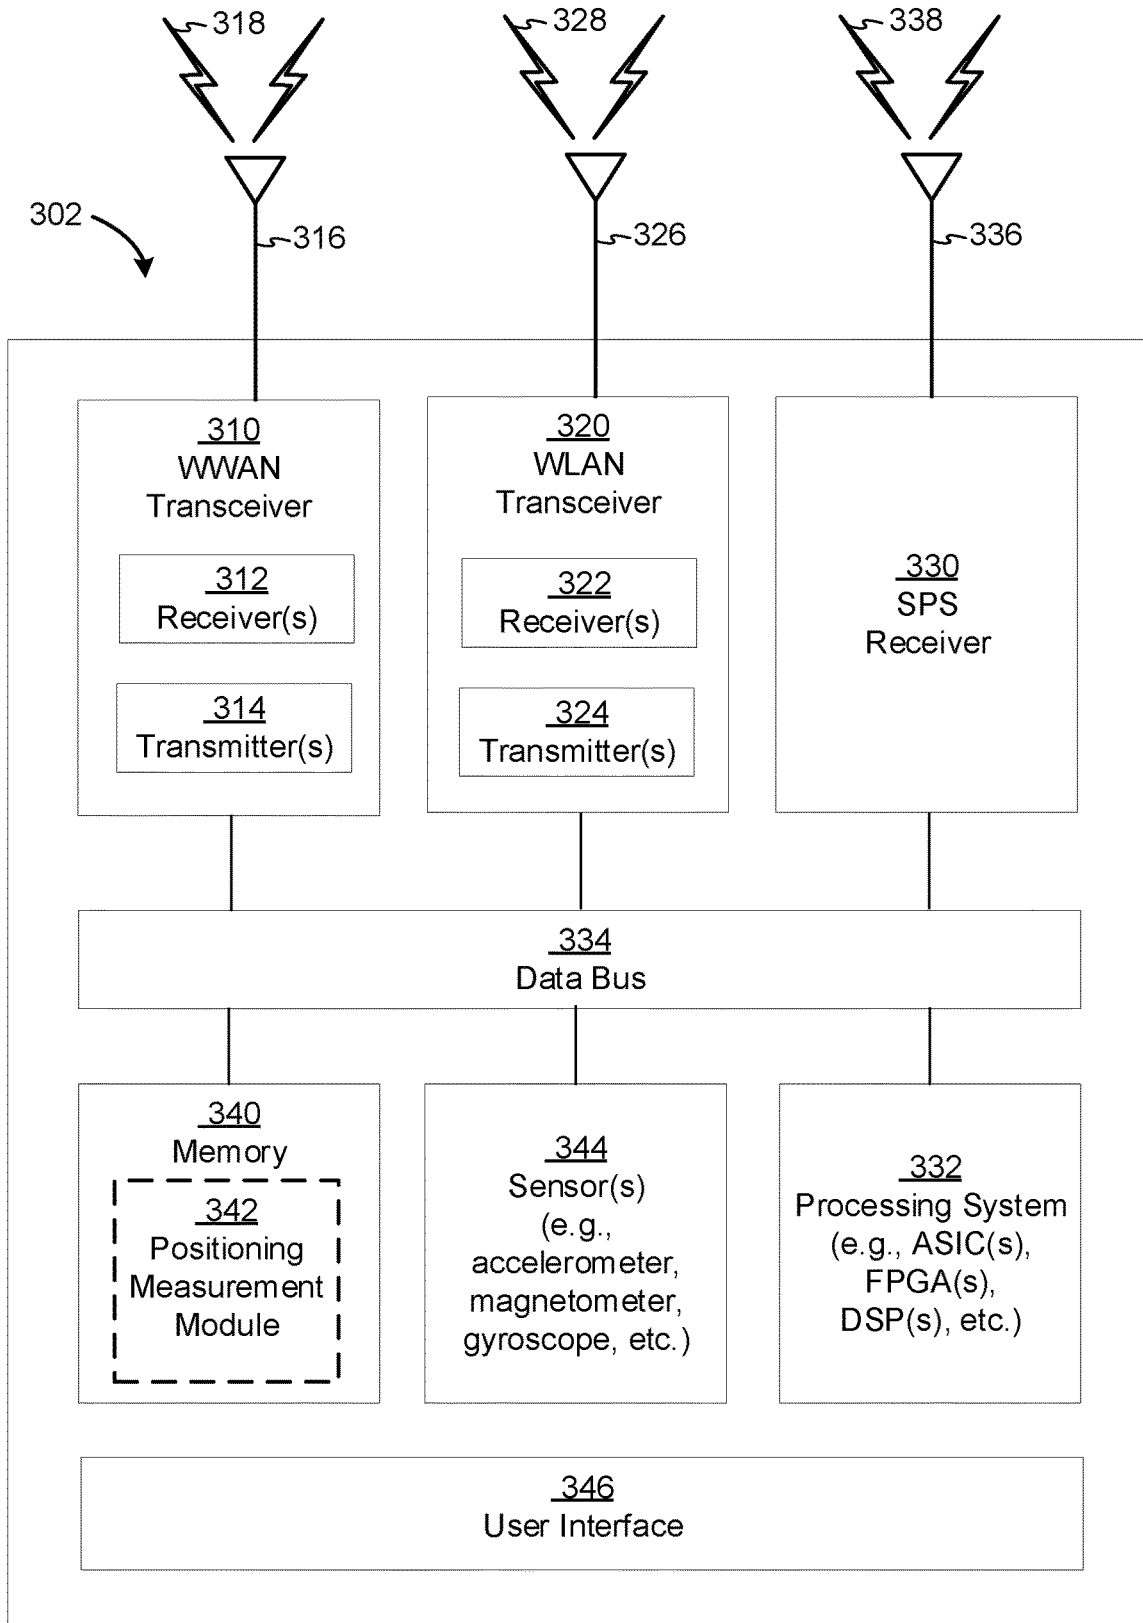 318
328
338
302
316
326
336
310
WWAN
Transceiver
312
Receiver(s)
314
Transmitter(s)
320
WLAN
Transceiver
322
Receiver(s)
324
Transmitter(s)
330
SPS
Receiver
334
Data Bus
340
Memory
342
Positioning
Measurement
Module
344
Sensor(s)
(e.g.,
accelerometer,
magnetometer,
gyroscope, etc.)
332
Processing System
(e.g., ASIC(s),
FPGA(s),
DSP(s), etc.)
346
User Interface